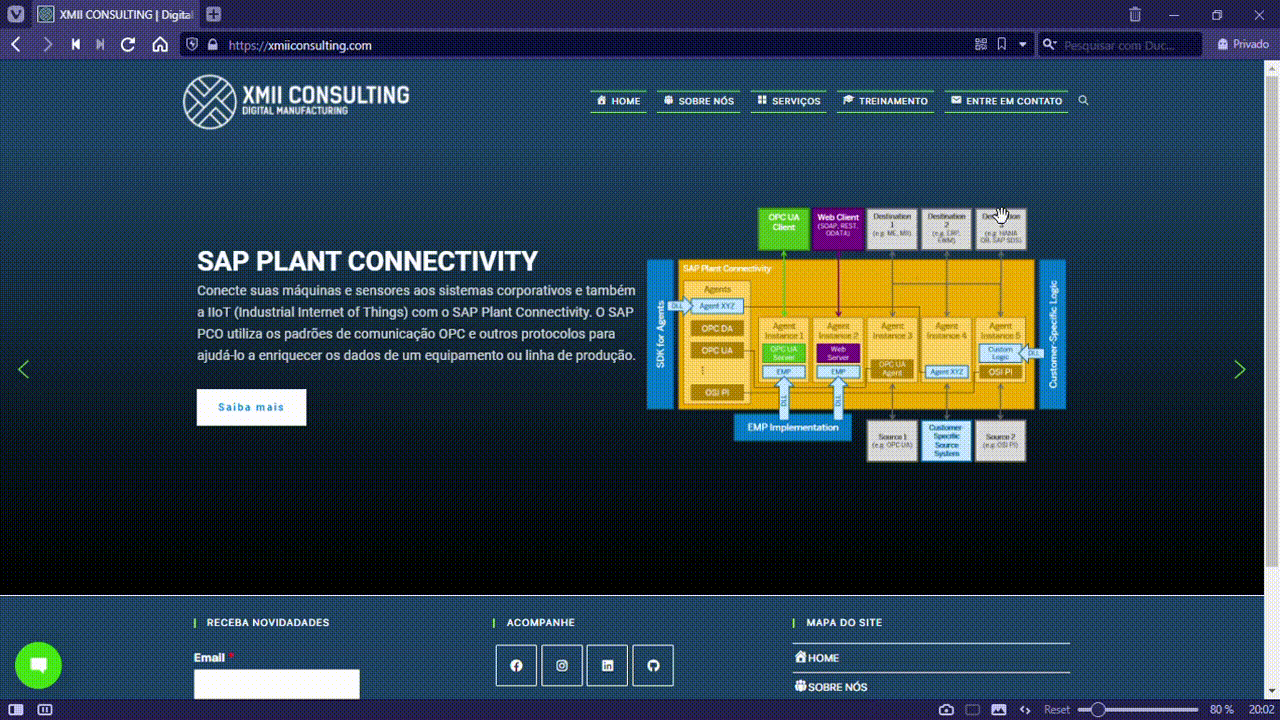 XMII CONSULTING | Digital
https://xmiiconsulting.com
Pesquisar com Duc...
Privado
XMII CONSULTING
DIGITAL MANUFACTURING
HOME
SOBRE NÓS
SERVIÇOS
TREINAMENTO
ENTRE EM CONTATO
SAP PLANT CONNECTIVITY
Conecte suas máquinas e sensores aos sistemas corporativos e também
a IIoT (Industrial Internet of Things) com o SAP Plant Connectivity. O SAP
PCO utiliza os padrões de comunicação OPC e outros protocolos para
ajudá-lo a enriquecer os dados de um equipamento ou linha de produção.
Saiba mais
OPC UA
Client
Web Client
(SOAP, REST,
ODATA)
Destination
1
(e.g. ME, MII)
Destination
2
(e.g. ERP,
EWM)
3
(e.g. HANA
DB, SAP SDS)
SAP Plant Connectivity
SDK for Agents
Agents
DLL
Agent XYZ
OPC DA
OPC UA
OSI PI
Agent
Instance 1
OPC UA
Server
EMP
Agent
Instance 2
Web
Server
EMP
Agent
Instance 3
OPC UA
Agent
Agent
Instance 4
Agent XYZ
Agent
Instance 5
Custom
Logic
OSI PI
DLL
Customer-Specific Logic
DLL
DLL
EMP Implementation
Source 1
(e.g. OPC UA)
Customer
Specific
Source
System
Source 2
(e.g. OSI PI)
RECEBA NOVIDADADES
Email *
ACOMPANHE
MAPA DO SITE
HOME
SOBRE NÓS
Reset
80 %
20:02